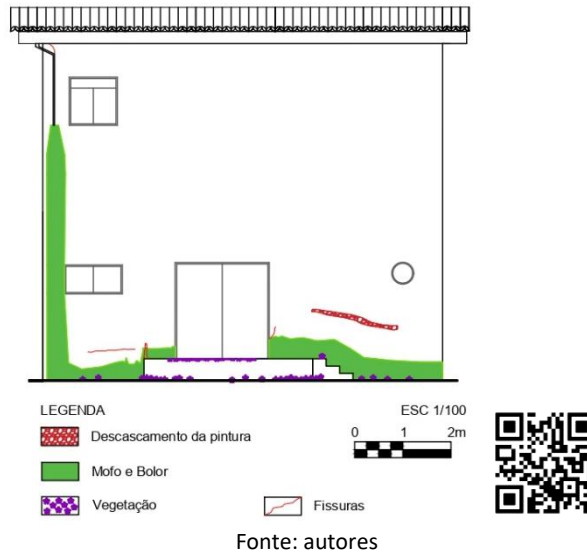 LEGENDA ESC 1/100
Descascamento da pintura 0 1 2m
Mofo e Bolor
Vegetação Fissuras
Fonte: autores